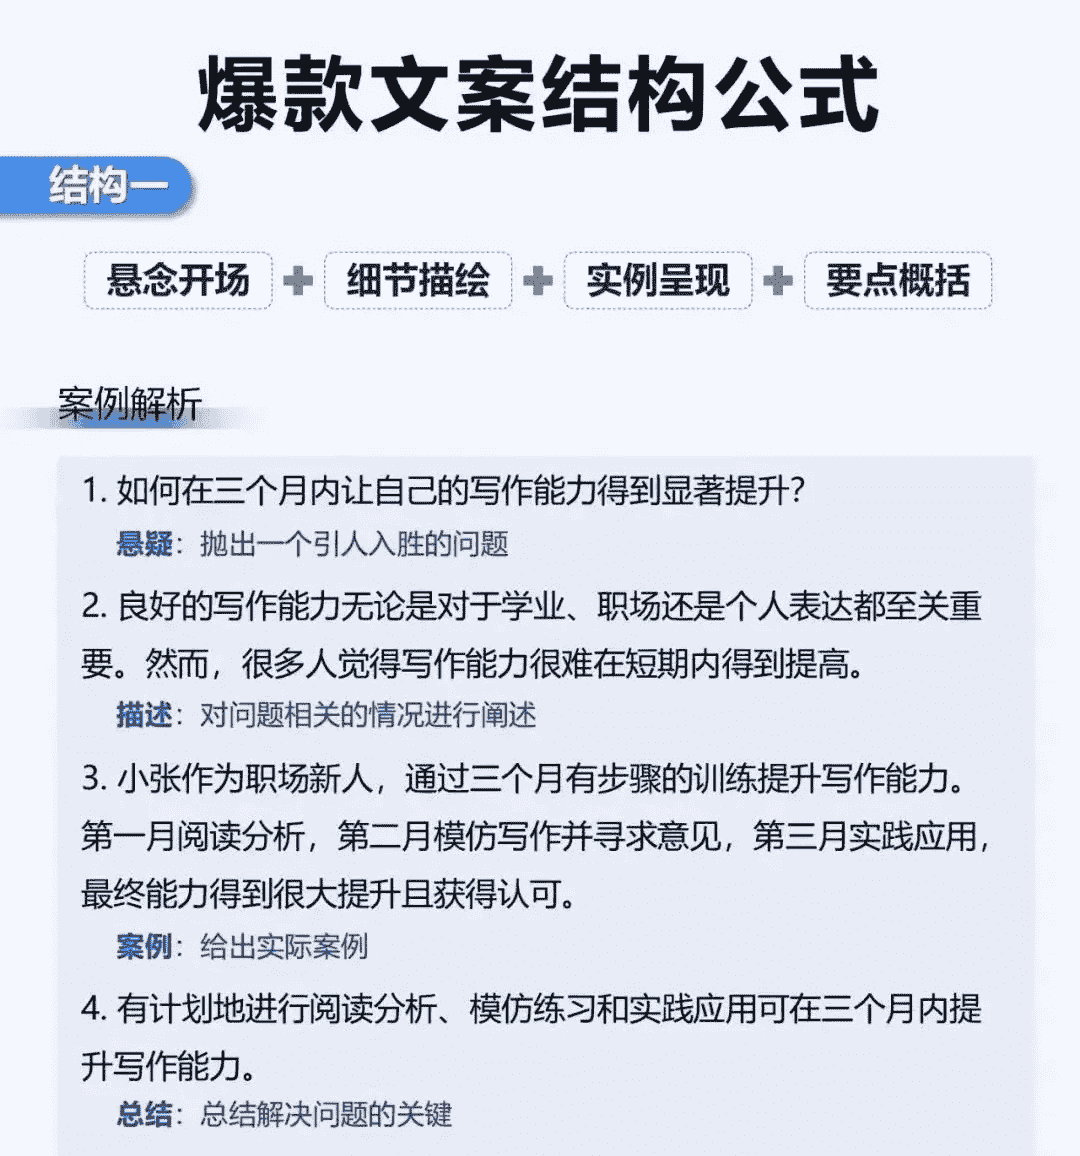 爆款文案结构公式
结构一
悬念开场 + 细节描绘 + 实例呈现 + 要点概括
案例解析
1. 如何在三个月内让自己的写作能力得到显著提升？
悬疑：抛出一个引人入胜的问题
2. 良好的写作能力无论是对于学业、职场还是个人表达都至关重
要。然而，很多人觉得写作能力很难在短期内得到提高。
描述：对问题相关的情况进行阐述
3. 小张作为职场新人，通过三个月有步骤的训练提升写作能力。
第一月阅读分析，第二月模仿写作并寻求意见，第三月实践应用，
最终能力得到很大提升且获得认可。
案例：给出实际案例
4. 有计划地进行阅读分析、模仿练习和实践应用可在三个月内提
升写作能力。
总结：总结解决问题的关键